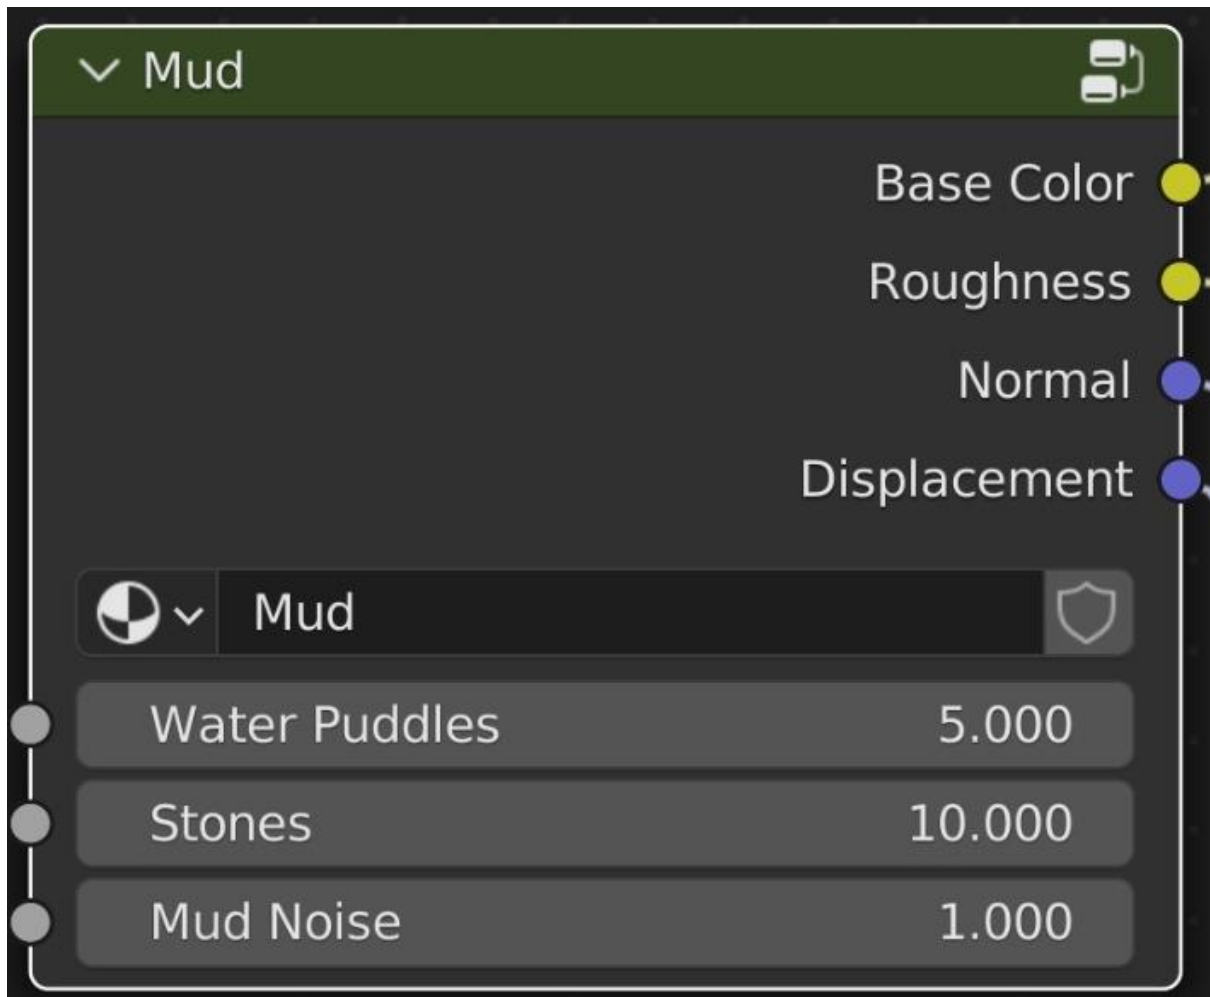 Mud
Base Color
Roughness
Normal
Displacement
Mud
Water Puddles 5.000
Stones 10.000
Mud Noise 1.000